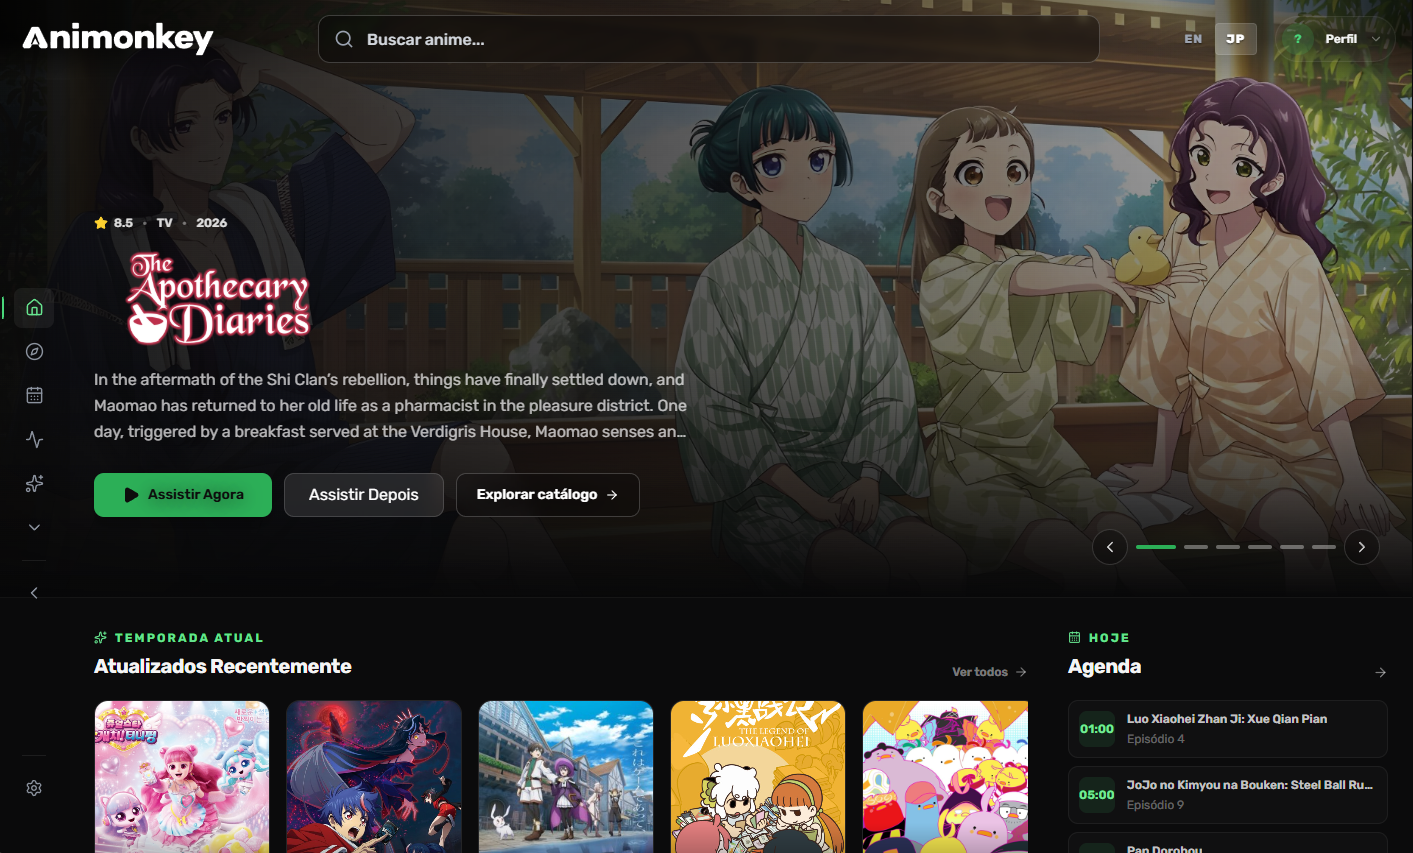 Animonkey
Buscar anime...
EN
JP
?
Perfil
8.5 • TV • 2026
The
Apothecary
Diaries
In the aftermath of the Shi Clan's rebellion, things have finally settled down, and
Maomao has returned to her old life as a pharmacist in the pleasure district. One
day, triggered by a breakfast served at the Verdigris House, Maomao senses an...
Assistir Agora
Assistir Depois
Explorar catálogo
TEMPORADA ATUAL
Atualizados Recentemente
Ver todos
THE LEGEND OF
LUOXIAOHEI
HOJE
Agenda
01:00
Luo Xiaohei Zhan Ji: Xue Qian Pian
Episódio 4
05:00
JoJo no Kimyou na Bouken: Steel Ball Ru...
Episódio 9
Pan Dorobou